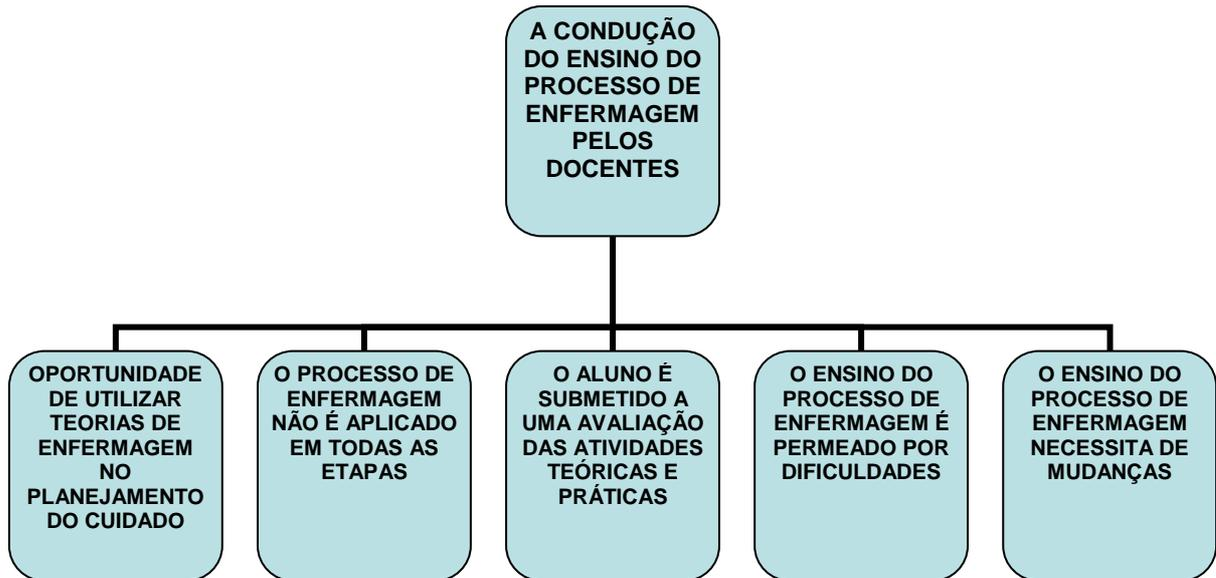 A CONDUÇÃO
DO ENSINO DO
PROCESSO DE
ENFERMAGEM
PELOS
DOCENTES
OPORTUNIDADE
DE UTILIZAR
TEORIAS DE
ENFERMAGEM
NO
PLANEJAMENTO
DO CUIDADO
O PROCESSO DE
ENFERMAGEM
NÃO É APLICADO
EM TODAS AS
ETAPAS
O ALUNO É
SUBMETIDO A
UMA AVALIAÇÃO
DAS ATIVIDADES
TEÓRICAS E
PRÁTICAS
O ENSINO DO
PROCESSO DE
ENFERMAGEM É
PERMEADO POR
DIFICULDADES
O ENSINO DO
PROCESSO DE
ENFERMAGEM
NECESSITA DE
MUDANÇAS